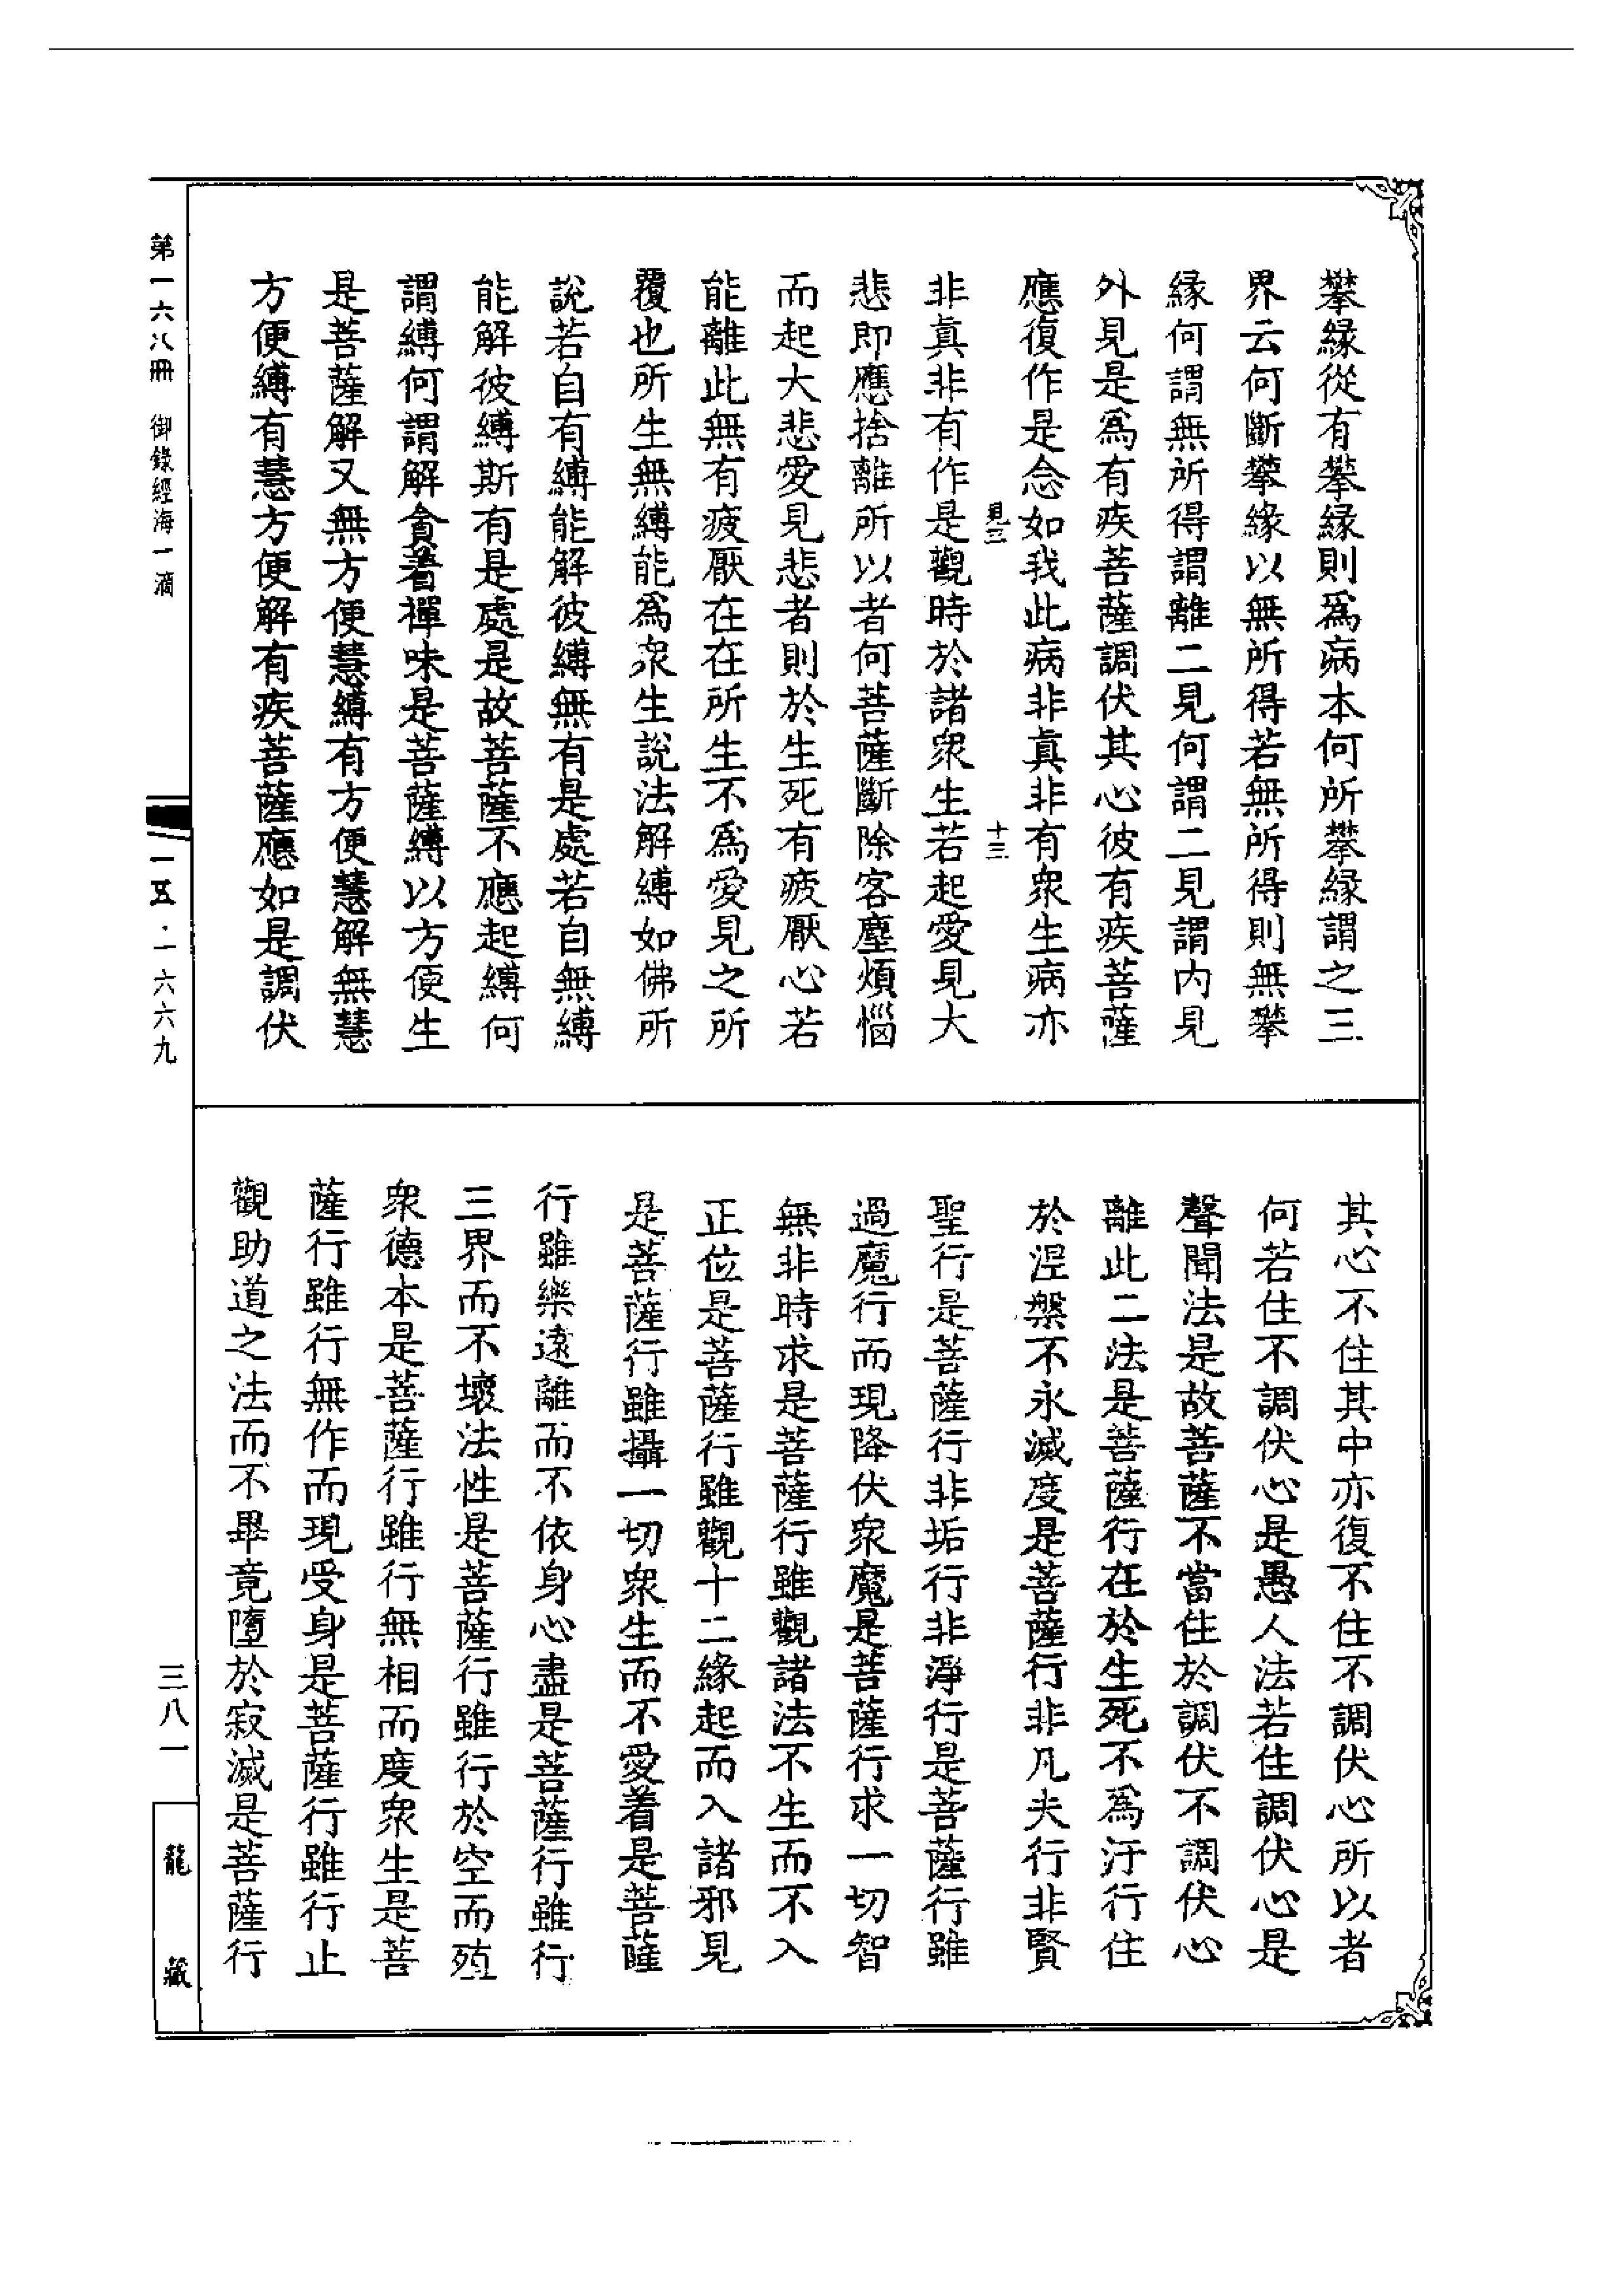 攀緣從有攀緣則爲病本何所攀緣謂之三
界云何斷攀緣以無所得若無所得則無攀
緣何謂無所得謂離二見何謂二見謂內見
外見是爲有疾菩薩調伏其心彼有疾菩薩
應復作是念如我此病非眞非有衆生病亦
見三 十三
非眞非有作是觀時於諸衆生若起愛見大
悲即應捨離所以者何菩薩斷除客塵煩惱
而起大悲愛見悲者則於生死有疲厭心若
能離此無有疲厭在在所生不爲愛見之所
覆也所生無縛能爲衆生說法解縛如佛所
說若自有縛能解彼縛無有是處若自無縛
能解彼縛斯有是處是故菩薩不應起縛何
謂縛何謂解貪著禪味是菩薩縛以方便生
是菩薩解又無方便慧縛有方便慧解無慧
方便縛有慧方便解有疾菩薩應如是調伏
其心不住其中亦復不住不調伏心所以者
何若住不調伏心是愚人法若住調伏心是
聲聞法是故菩薩不當住於調伏不調伏心
離此二法是菩薩行在於生死不爲汙行住
於涅槃不永滅度是菩薩行非凡夫行非賢
聖行是菩薩行非垢行非淨行是菩薩行雖
過魔行而現降伏衆魔是菩薩行求一切智
無非時求是菩薩行雖觀諸法不生而不入
正位是菩薩行雖觀十二緣起而入諸邪見
是菩薩行雖攝一切衆生而不愛着是菩薩
行雖樂遠離而不依身心盡是菩薩行雖行
三界而不壞法性是菩薩行雖行於空而殖
衆德本是菩薩行雖行無相而度衆生是菩
薩行雖行無作而現受身是菩薩行雖行止
觀助道之法而不畢竟墮於寂滅是菩薩行
第一六八冊 御錄經海一滴
一五·一六六九
三八一
龍藏